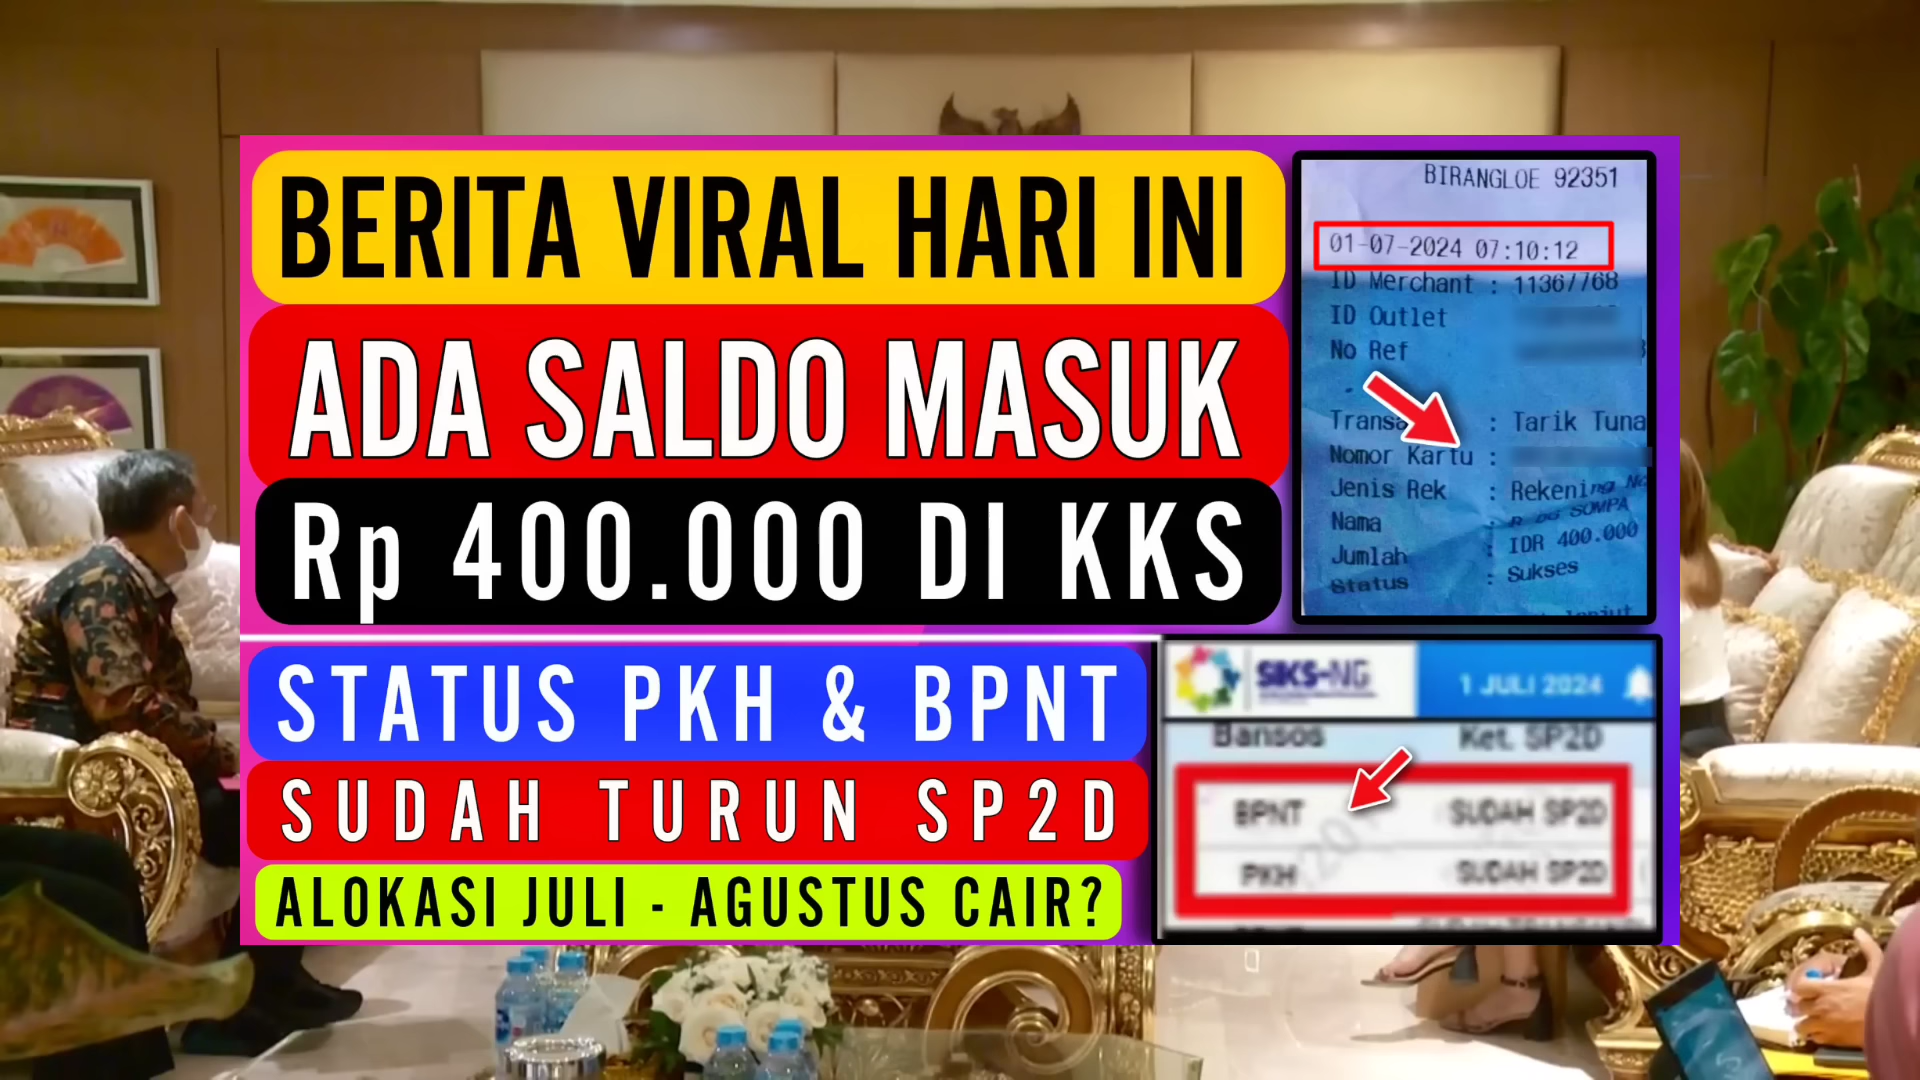 BERITA VIRAL HARI INI
ADA SALDO MASUK
Rp 400.000 DI KKS
STATUS PKH & BPNT
SUDAH TURUN SP2D
ALOKASI JULI - AGUSTUS CAIR?
BIRANGLOE 92351
01-07-2024 07:10:12
ID Merchant : 1136/768
ID Outlet
No Ref
Transa : Tarik Tuna
Nomor Kartu :
Jenis Rek : Rekening
Nama : SOMPA
Jumlah : IDR 400.000
Status : Sukses
SIKS-NG 1 JULI 2024
Bansos Ket. SP2D
BPNT SUDAH SP2D
PKH SUDAH SP2D